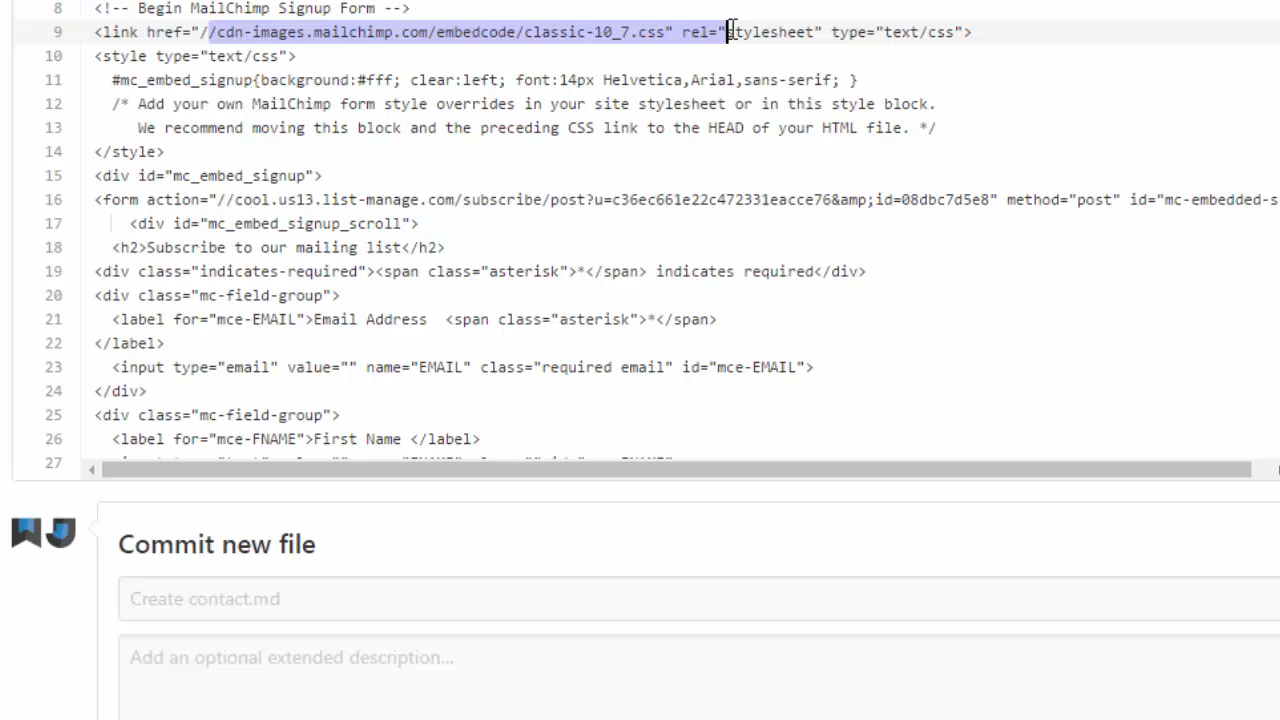 8 <!-- Begin MailChimp Signup Form -->
9 <link href="//cdn-images.mailchimp.com/embedcode/classic-10_7.css" rel="stylesheet" type="text/css">
10 <style type="text/css">
11 #mc_embed_signup{background:#fff; clear:left; font:14px Helvetica,Arial,sans-serif; }
12 /* Add your own MailChimp form style overrides in your site stylesheet or in this style block.
13 We recommend moving this block and the preceding CSS link to the HEAD of your HTML file. */
14 </style>
15 <div id="mc_embed_signup">
16 <form action="//cool.us13.list-manage.com/subscribe/post?u=c36ec661e22c472331eacce76&amp;id=08dbc7d5e8" method="post" id="mc-embedded-s
17 <div id="mc_embed_signup_scroll">
18 <h2>Subscribe to our mailing list</h2>
19 <div class="indicates-required"><span class="asterisk">*</span> indicates required</div>
20 <div class="mc-field-group">
21 <label for="mce-EMAIL">Email Address <span class="asterisk">*</span>
22 </label>
23 <input type="email" value="" name="EMAIL" class="required email" id="mce-EMAIL">
24 </div>
25 <div class="mc-field-group">
26 <label for="mce-FNAME">First Name </label>
27
Commit new file
Create contact.md
Add an optional extended description...